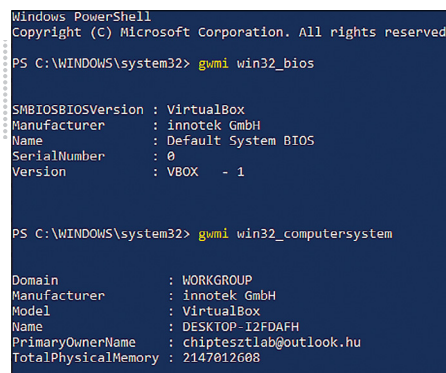 Windows PowerShell
Copyright (C) Microsoft Corporation. All rights reserved
PS C:\WINDOWS\system32> gwmi win32_bios
SMBIOSBIOSVersion : VirtualBox
Manufacturer      : innotek GmbH
Name              : Default System BIOS
SerialNumber      : 0
Version           : VBOX   - 1
PS C:\WINDOWS\system32> gwmi win32_computersystem
Domain              : WORKGROUP
Manufacturer        : innotek GmbH
Model               : VirtualBox
Name                : DESKTOP-I2FDAFH
PrimaryOwnerName    : chiptesztlab@outlook.hu
TotalPhysicalMemory : 2147012608